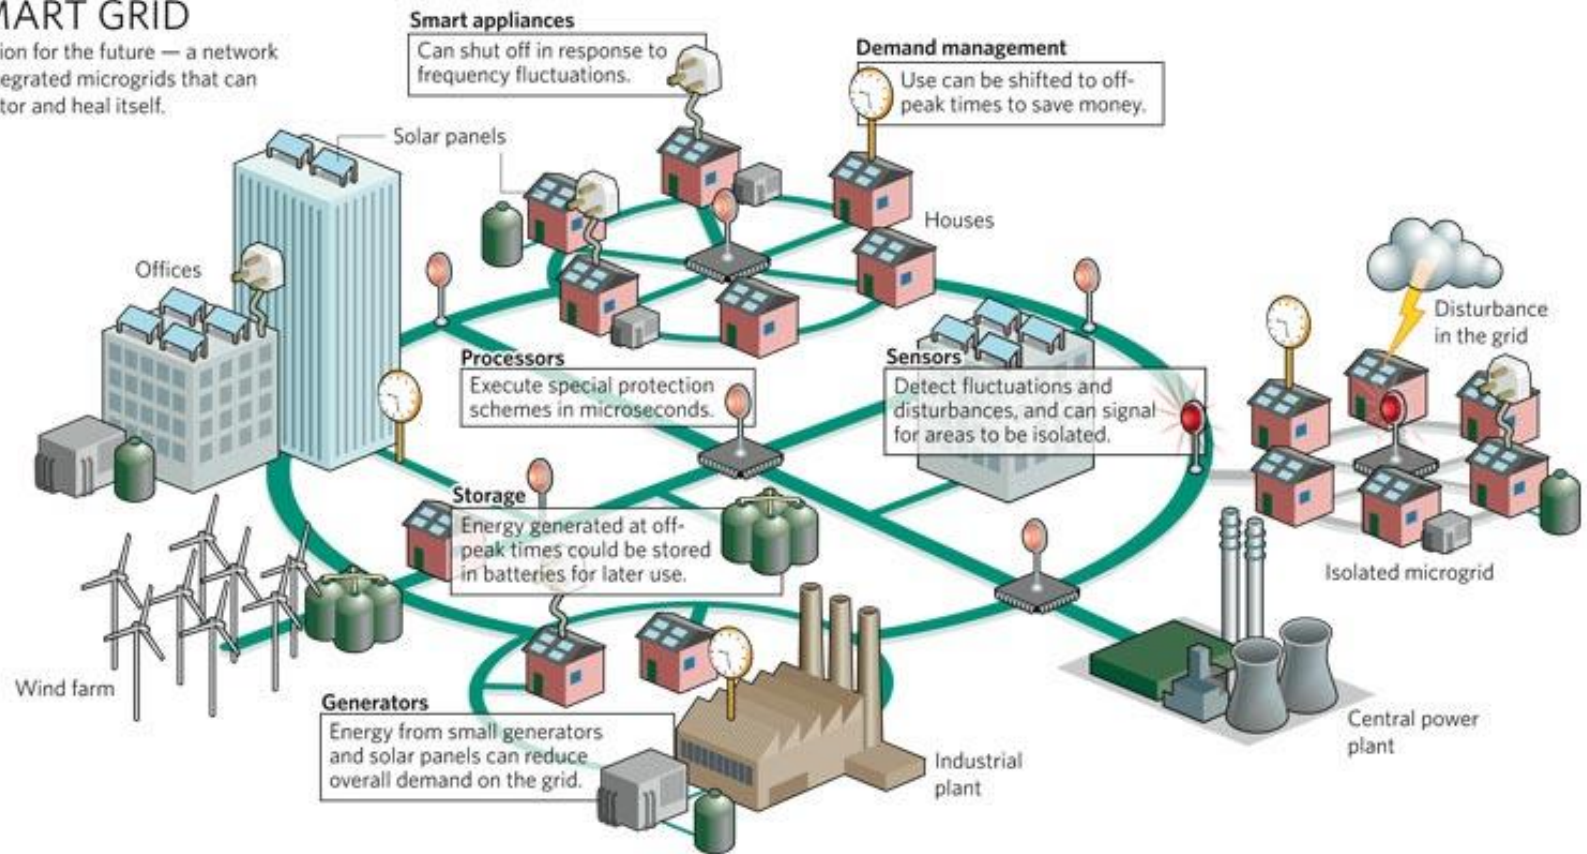 MART GRID
ion for the future — a network
egrated microgrids that can
tor and heal itself.
Smart appliances
Can shut off in response to
frequency fluctuations.
Demand management
Use can be shifted to off-
peak times to save money.
Solar panels
Houses
Offices
Disturbance
in the grid
Processors
Execute special protection
schemes in microseconds.
Sensors
Detect fluctuations and
disturbances, and can signal
for areas to be isolated.
Storage
Energy generated at off-
peak times could be stored
in batteries for later use.
Isolated microgrid
Wind farm
Generators
Energy from small generators
and solar panels can reduce
overall demand on the grid.
Industrial
plant
Central power
plant